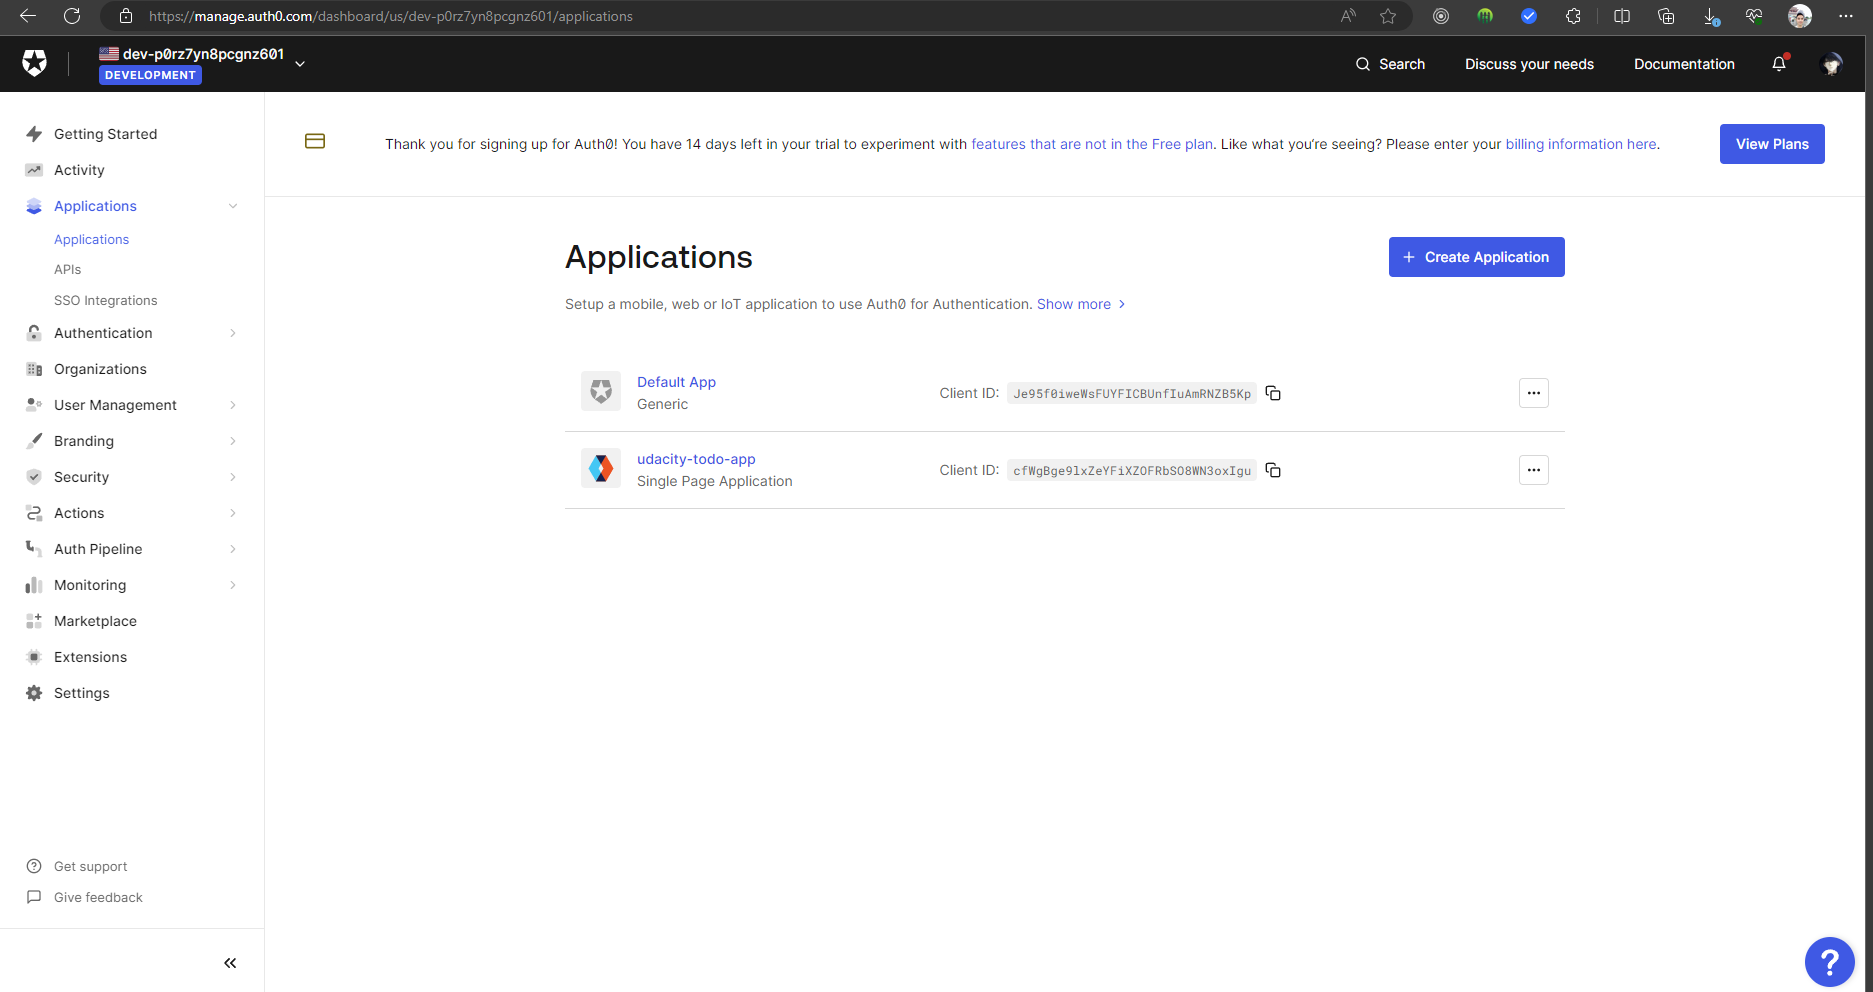 https://manage.auth0.com/dashboard/us/dev-p0rz7yn8pcgnz601/applications
dev-p0rz7yn8pcgnz601
DEVELOPMENT
Search
Discuss your needs
Documentation
Getting Started
Activity
Applications
Applications
APIs
SSO Integrations
Authentication
Organizations
User Management
Branding
Security
Actions
Auth Pipeline
Monitoring
Marketplace
Extensions
Settings
Get support
Give feedback
Thank you for signing up for Auth0! You have 14 days left in your trial to experiment with features that are not in the Free plan. Like what you're seeing? Please enter your billing information here.
View Plans
Applications
+ Create Application
Setup a mobile, web or IoT application to use Auth0 for Authentication. Show more
Default App
Generic
Client ID: Je95f0iweWsFUYFICBUnfIuAmRNZB5Kp
udacity-todo-app
Single Page Application
Client ID: cfWgBge9lxZeYFiXZOFRbSO8WN3oxIgu